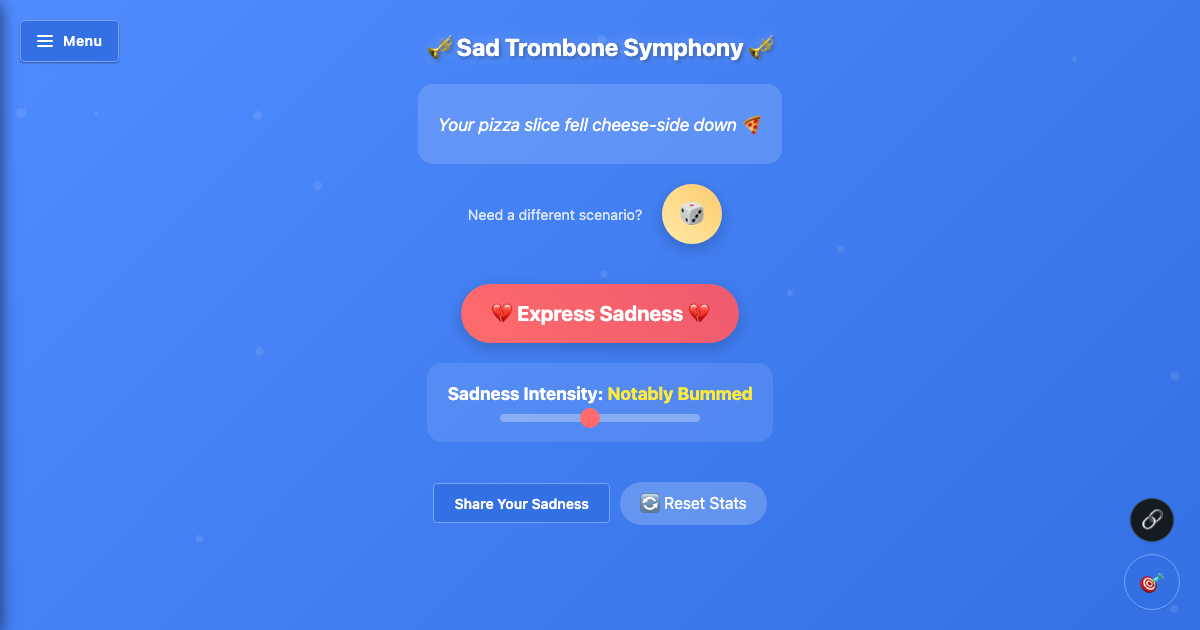 Menu
🎺 Sad Trombone Symphony 🎺
Your pizza slice fell cheese-side down 🍕
Need a different scenario?
💔 Express Sadness 💔
Sadness Intensity: Notably Bummed
Share Your Sadness
🔄 Reset Stats